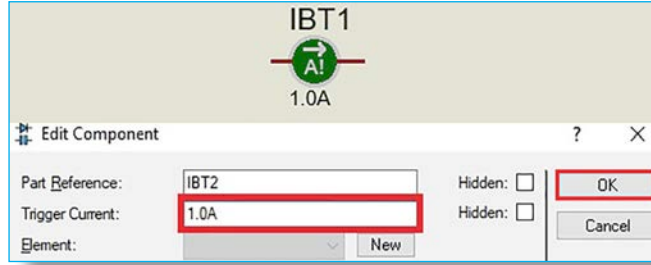 IBT1
A!
1.0A
Edit Component ? X
Part Reference: IBT2 Hidden: OK
Trigger Current: 1.0A Hidden: Cancel
Element: New